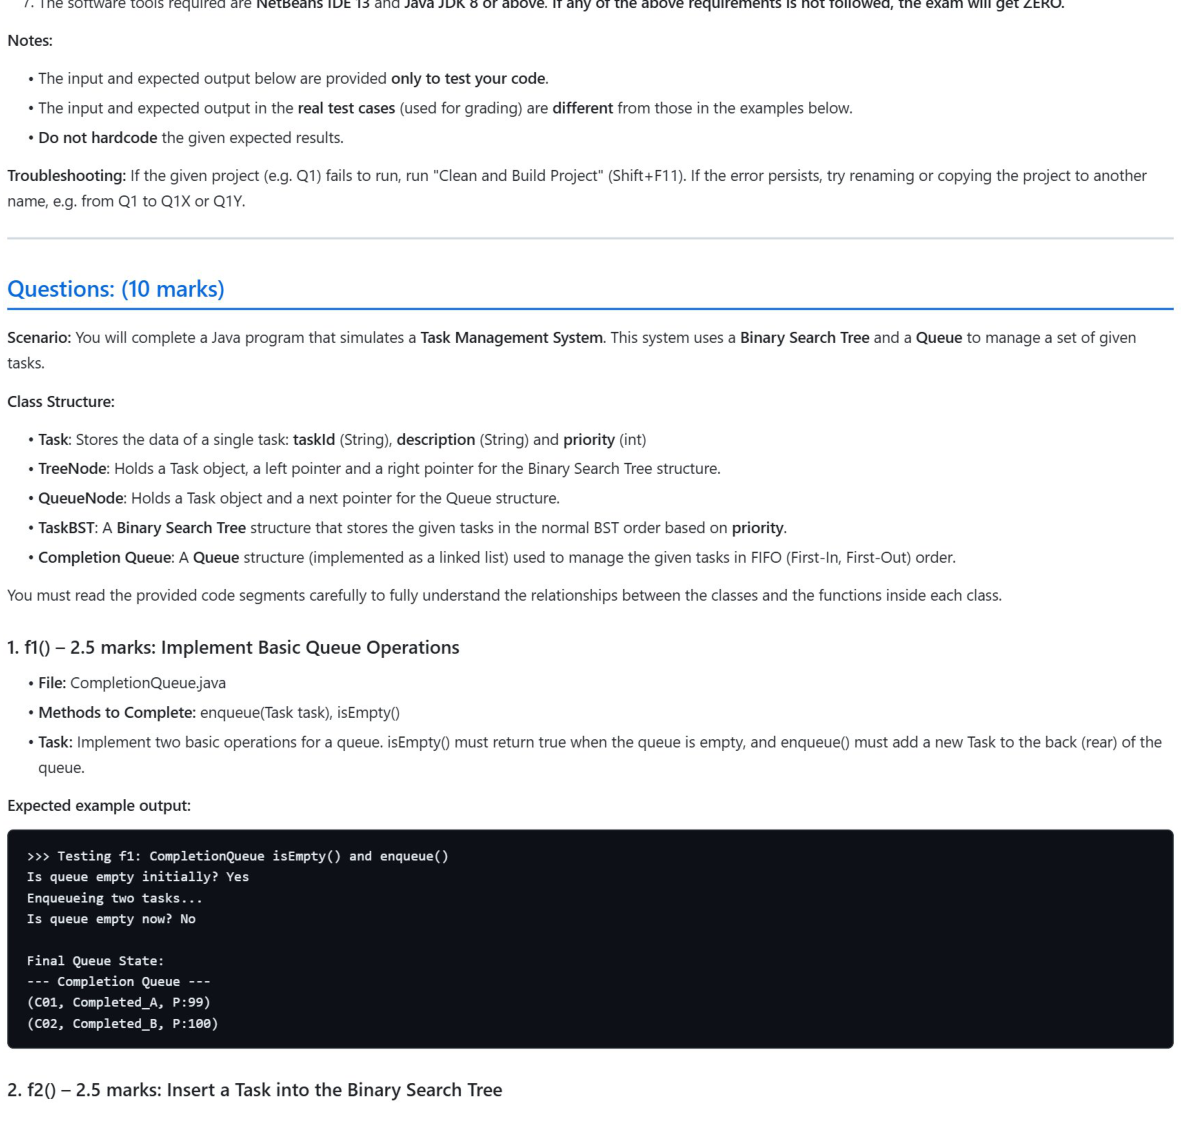 7. The software tools required are NetBeans IDE 13 and Java JDK 8 or above. If any of the above requirements is not followed, the exam will get ZERO.
Notes:
• The input and expected output below are provided only to test your code.
• The input and expected output in the real test cases (used for grading) are different from those in the examples below.
• Do not hardcode the given expected results.
Troubleshooting: If the given project (e.g. Q1) fails to run, run "Clean and Build Project" (Shift+F11). If the error persists, try renaming or copying the project to another
name, e.g. from Q1 to Q1X or Q1Y.
Questions: (10 marks)
Scenario: You will complete a Java program that simulates a Task Management System. This system uses a Binary Search Tree and a Queue to manage a set of given
tasks.
Class Structure:
• Task: Stores the data of a single task: taskId (String), description (String) and priority (int)
• TreeNode: Holds a Task object, a left pointer and a right pointer for the Binary Search Tree structure.
• QueueNode: Holds a Task object and a next pointer for the Queue structure.
• TaskBST: A Binary Search Tree structure that stores the given tasks in the normal BST order based on priority.
• Completion Queue: A Queue structure (implemented as a linked list) used to manage the given tasks in FIFO (First-In, First-Out) order.
You must read the provided code segments carefully to fully understand the relationships between the classes and the functions inside each class.
1. f1() – 2.5 marks: Implement Basic Queue Operations
• File: CompletionQueue.java
• Methods to Complete: enqueue(Task task), isEmpty()
• Task: Implement two basic operations for a queue. isEmpty() must return true when the queue is empty, and enqueue() must add a new Task to the back (rear) of the
queue.
Expected example output:
>>> Testing f1: CompletionQueue isEmpty() and enqueue()
Is queue empty initially? Yes
Enqueueing two tasks...
Is queue empty now? No
Final Queue State:
--- Completion Queue ---
(C01, Completed_A, P:99)
(C02, Completed_B, P:100)
2. f2() – 2.5 marks: Insert a Task into the Binary Search Tree